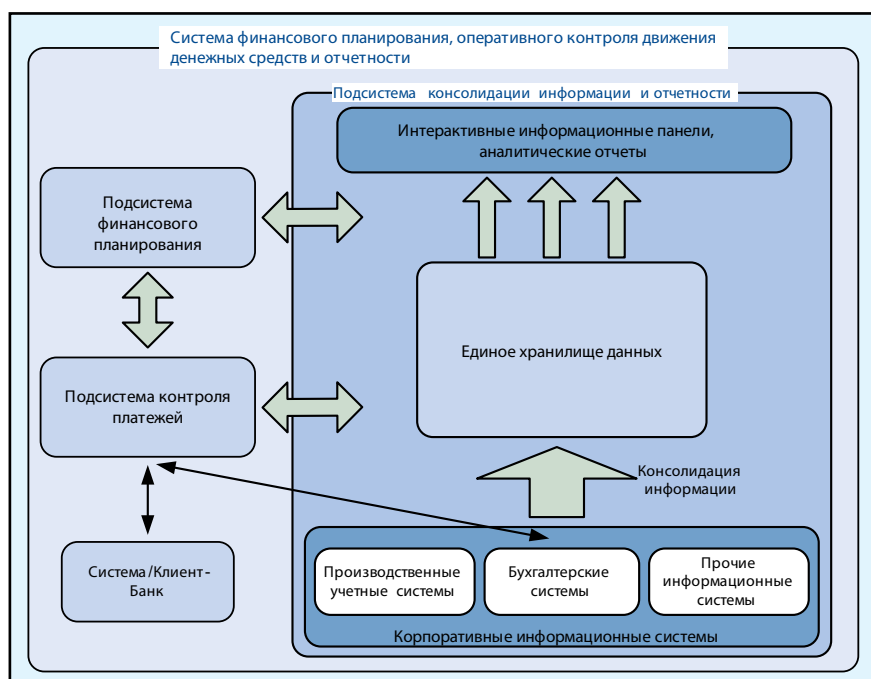 Система финансового планирования, оперативного контроля движения
денежных средств и отчетности
Подсистема консолидации информации и отчетности
Интерактивные информационные панели,
аналитические отчеты
Подсистема
финансового
планирования
Единое хранилище данных
Подсистема контроля
платежей
Консолидация
информации
Система/Клиент-
Банк
Производственные
учетные системы
Бухгалтерские
системы
Прочие
информационные
системы
Корпоративные информационные системы